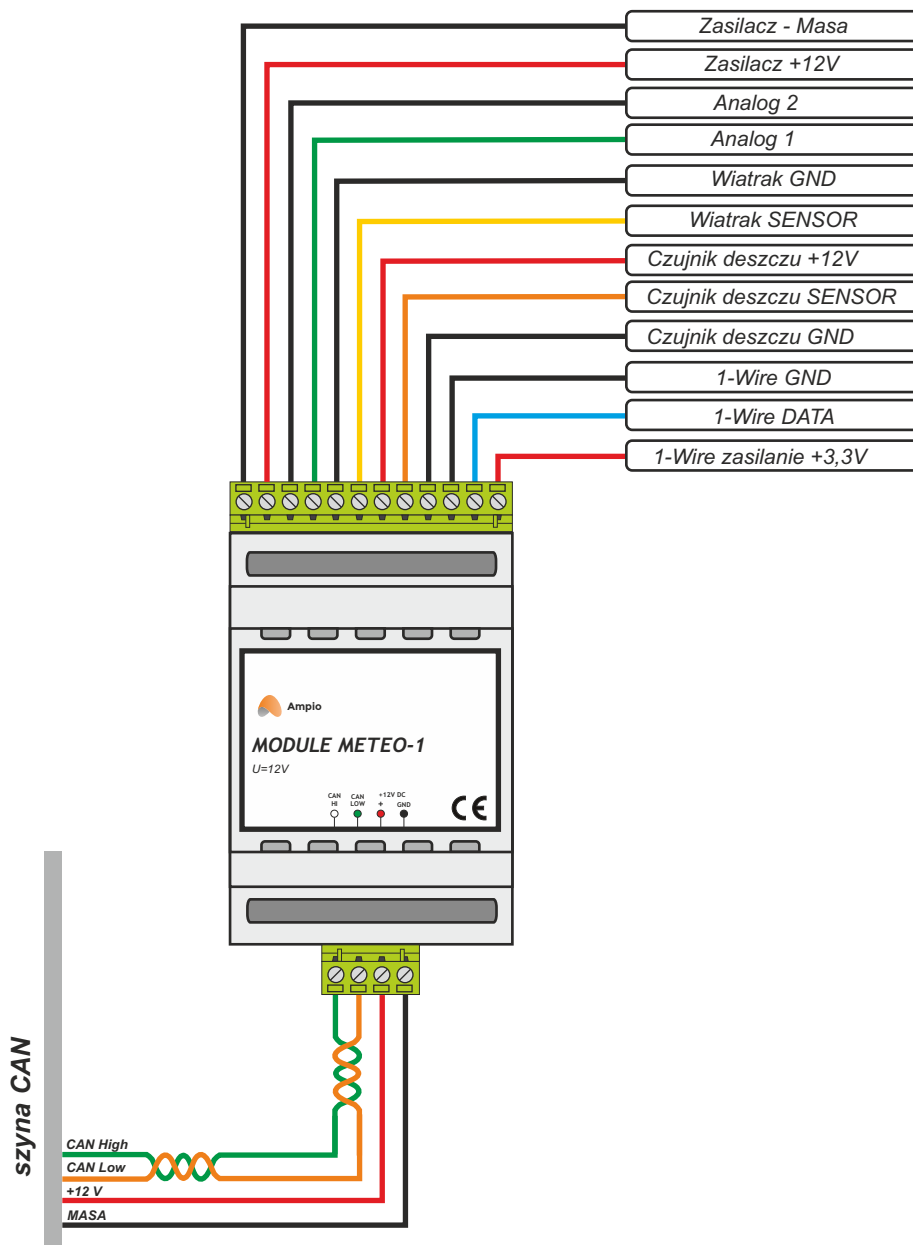 Zasilacz - Masa
Zasilacz +12V
Analog 2
Analog 1
Wiatrak GND
Wiatrak SENSOR
Czujnik deszczu +12V
Czujnik deszczu SENSOR
Czujnik deszczu GND
1-Wire GND
1-Wire DATA
1-Wire zasilanie +3,3V
Ampio
MODULE METEO-1
U=12V
CAN CAN +12V DC
HI LOW + GND
CE
szyna CAN
CAN High
CAN Low
+12 V
MASA